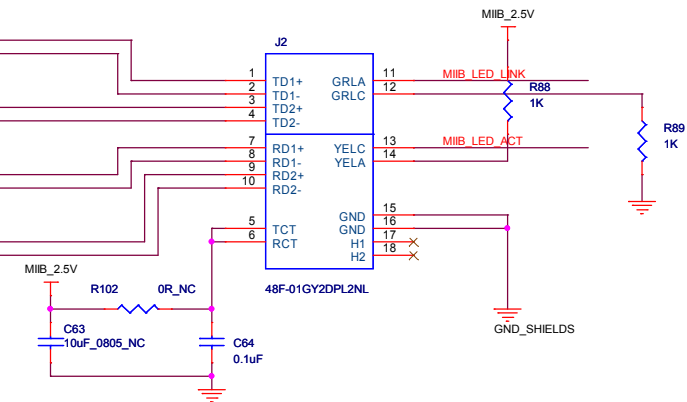 MIIB_2.5V
J2
1 TD1+ GRLA 11 MIIB_LED_LINK
2 TD1- GRLC 12 R88
3 TD2+ 1K
4 TD2-
R89
1K
7 RD1+ YELC 13 MIIB_LED_ACT
8 RD1- YELA 14
9 RD2+
10 RD2-
GND 15
5 TCT GND 16
6 RCT H1 17
H2 18
MIIB_2.5V
R102 0R_NC 48F-01GY2DPL2NL
C63
10uF_0805_NC
C64
0.1uF
GND_SHIELDS